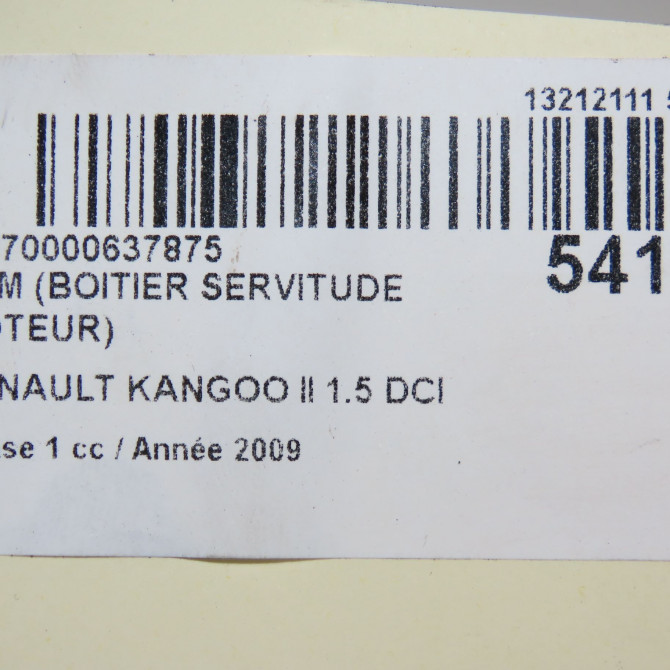 13212111
70000637875
541
M (BOITIER SERVITUDE
OTEUR)
NAULT KANGOO II 1.5 DCI
se 1 cc / Année 2009